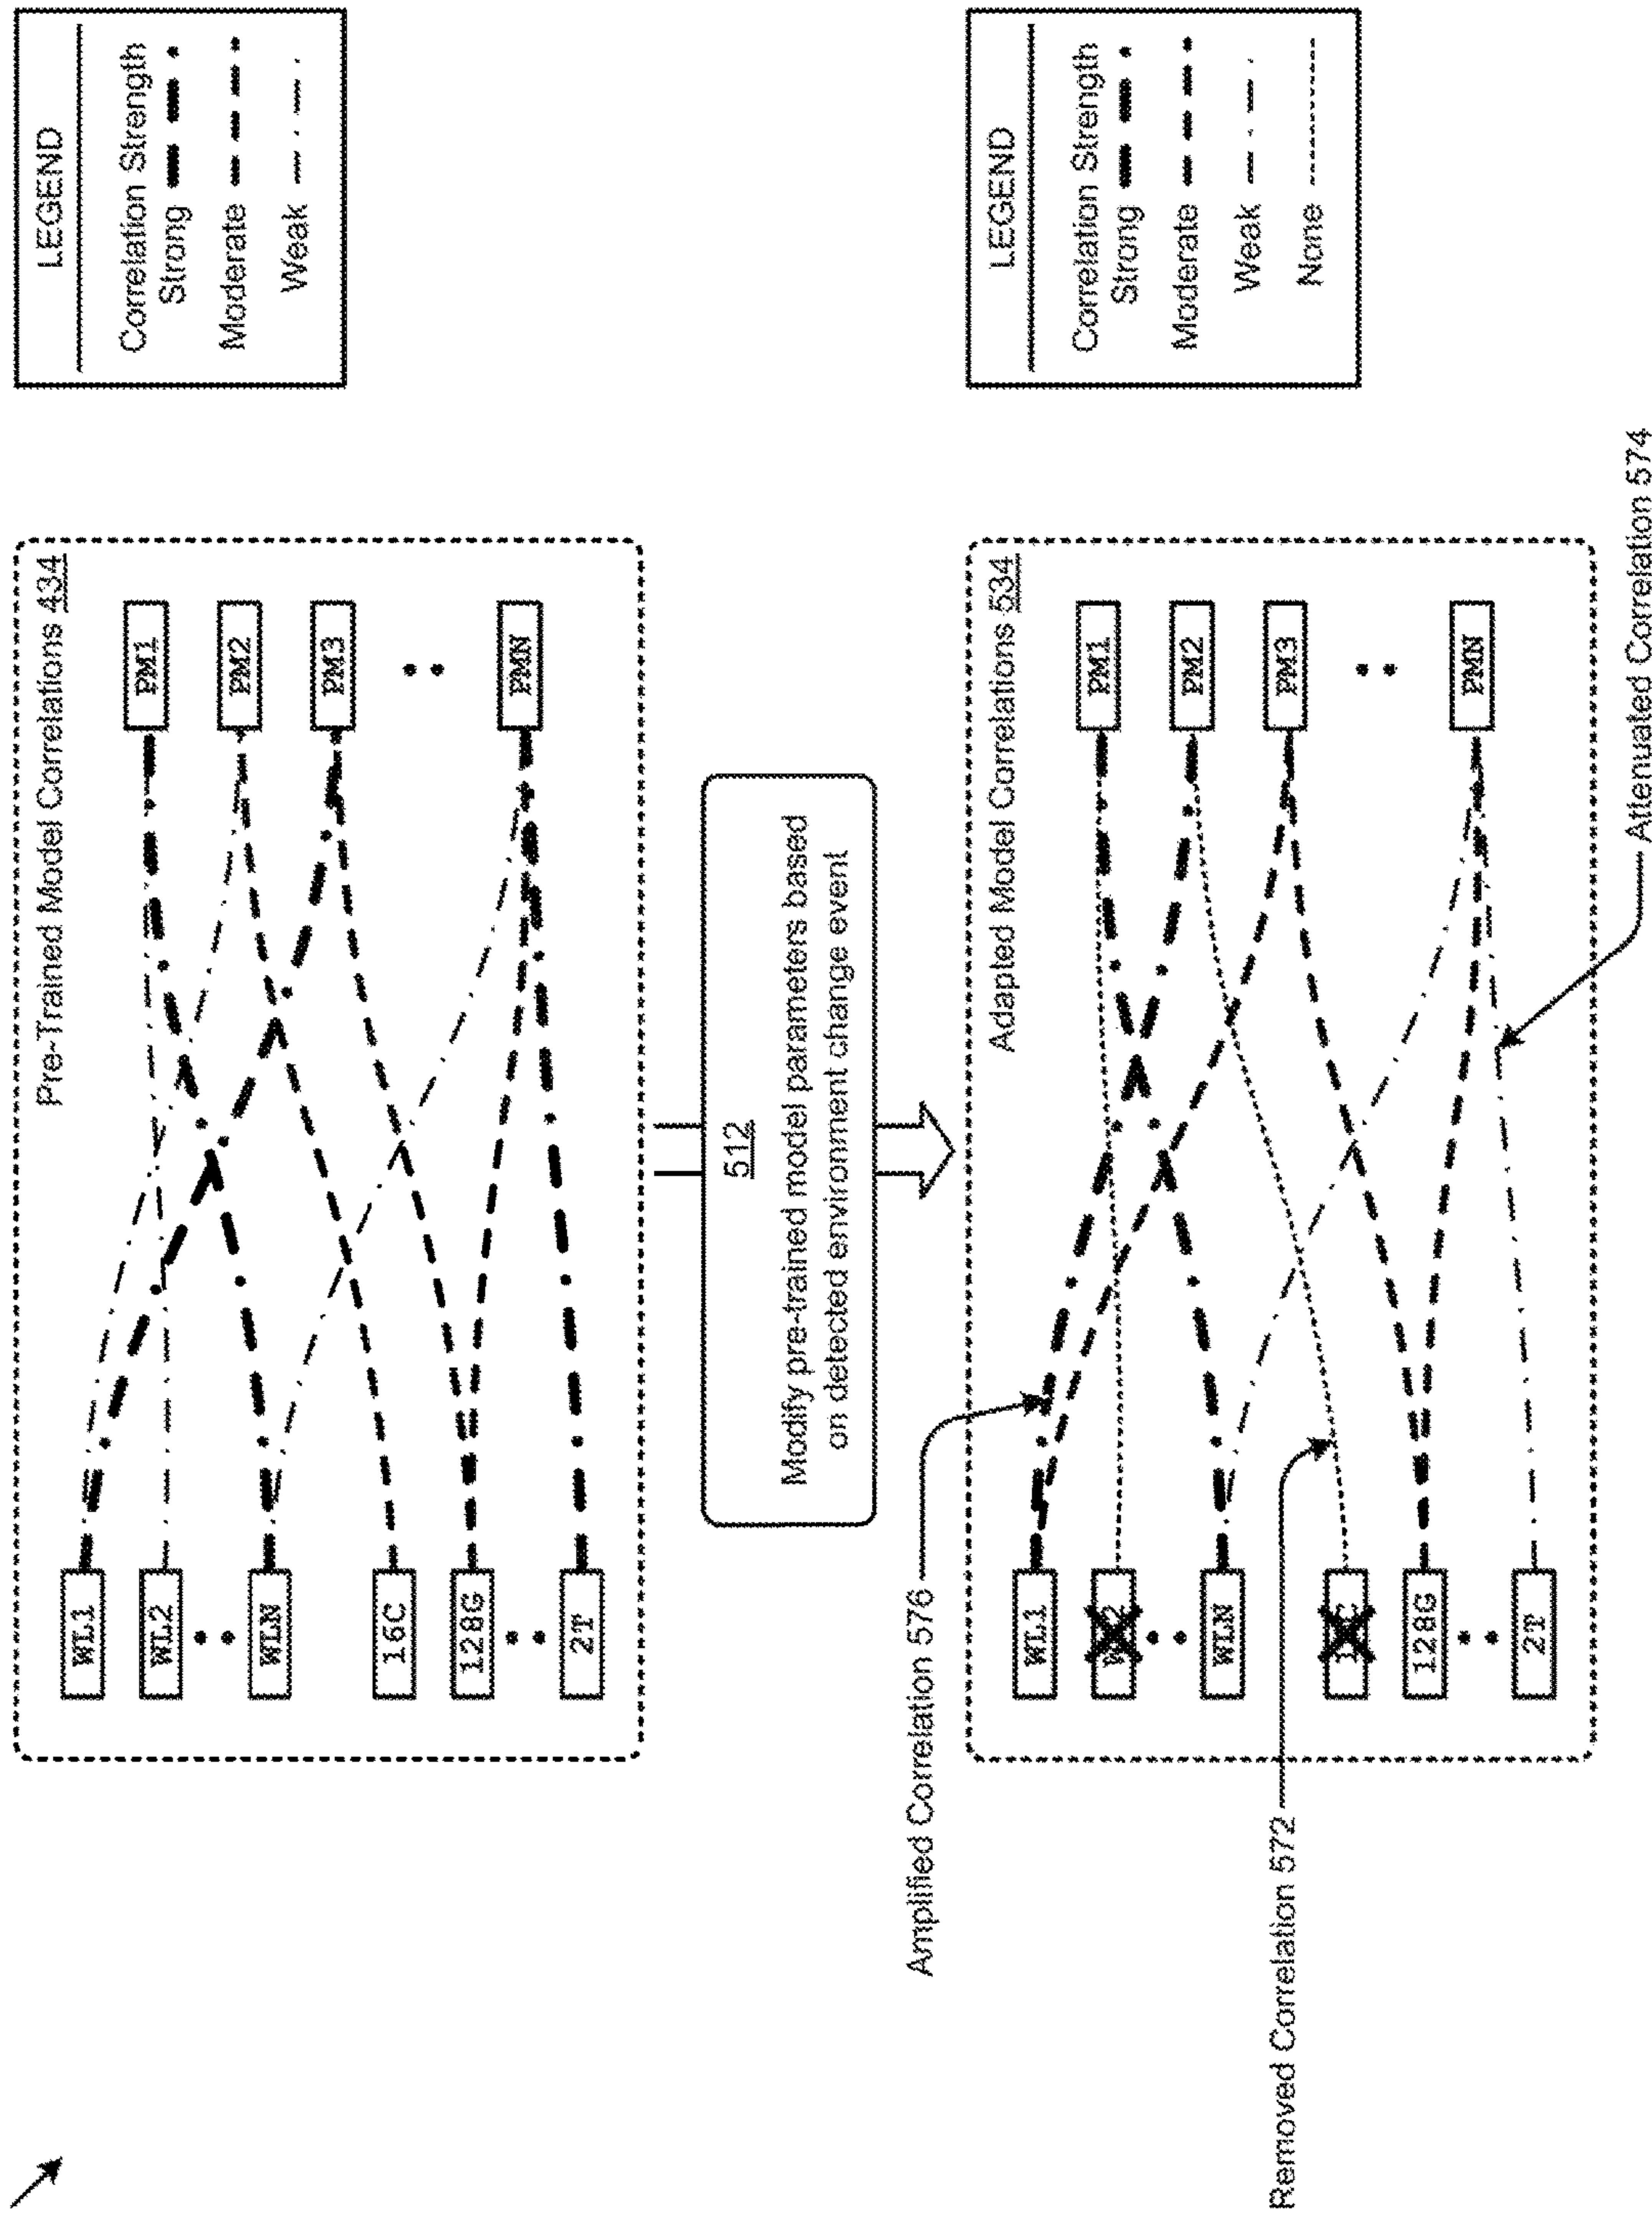 Pre-Trained Model Correlations 434
WL1
WL2
WLN
16C
128G
2T
PM1
PM2
PM3
PMN
LEGEND
Correlation Strength
Strong
Moderate
Weak
512
Modify pre-trained model parameters based
on detected environment change event
Adapted Model Correlations 534
Amplified Correlation 576
Removed Correlation 572
Attenuated Correlation 574
WL1
WLN
128G
2T
PM1
PM2
PM3
PMN
LEGEND
Correlation Strength
Strong
Moderate
Weak
None